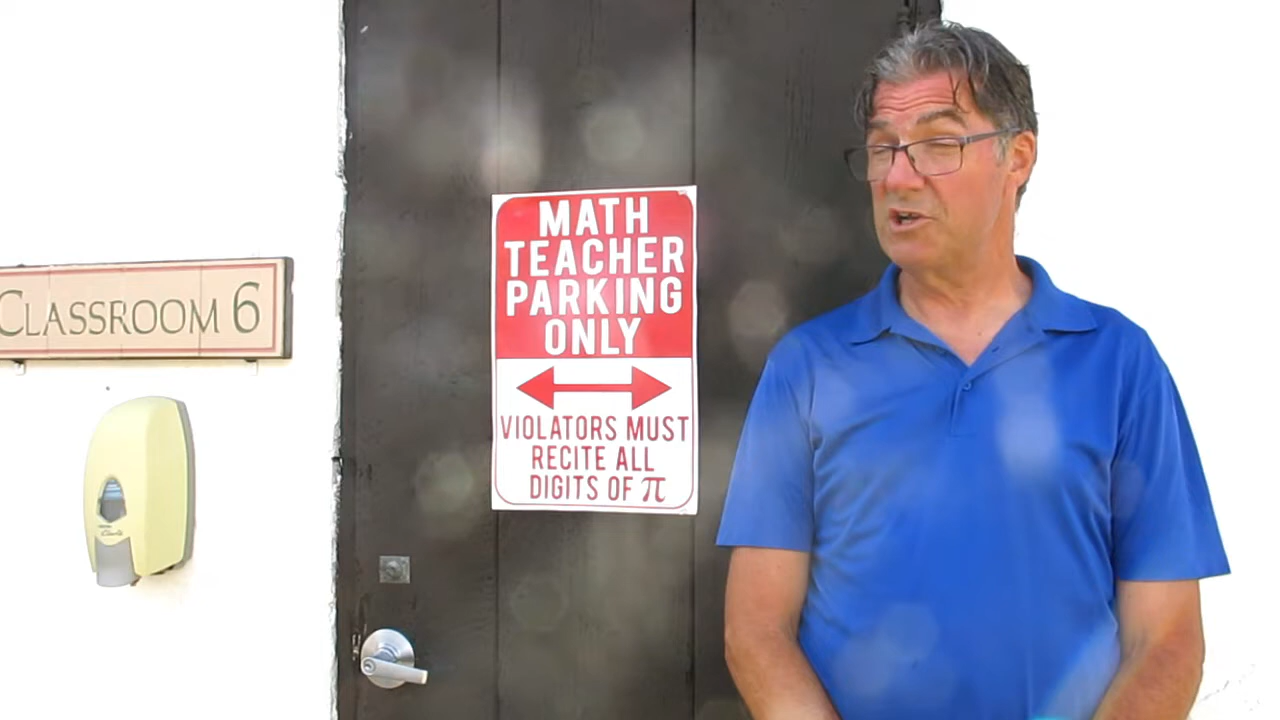 CLASSROOM 6
MATH
TEACHER
PARKING
ONLY
VIOLATORS MUST
RECITE ALL
DIGITS OF π